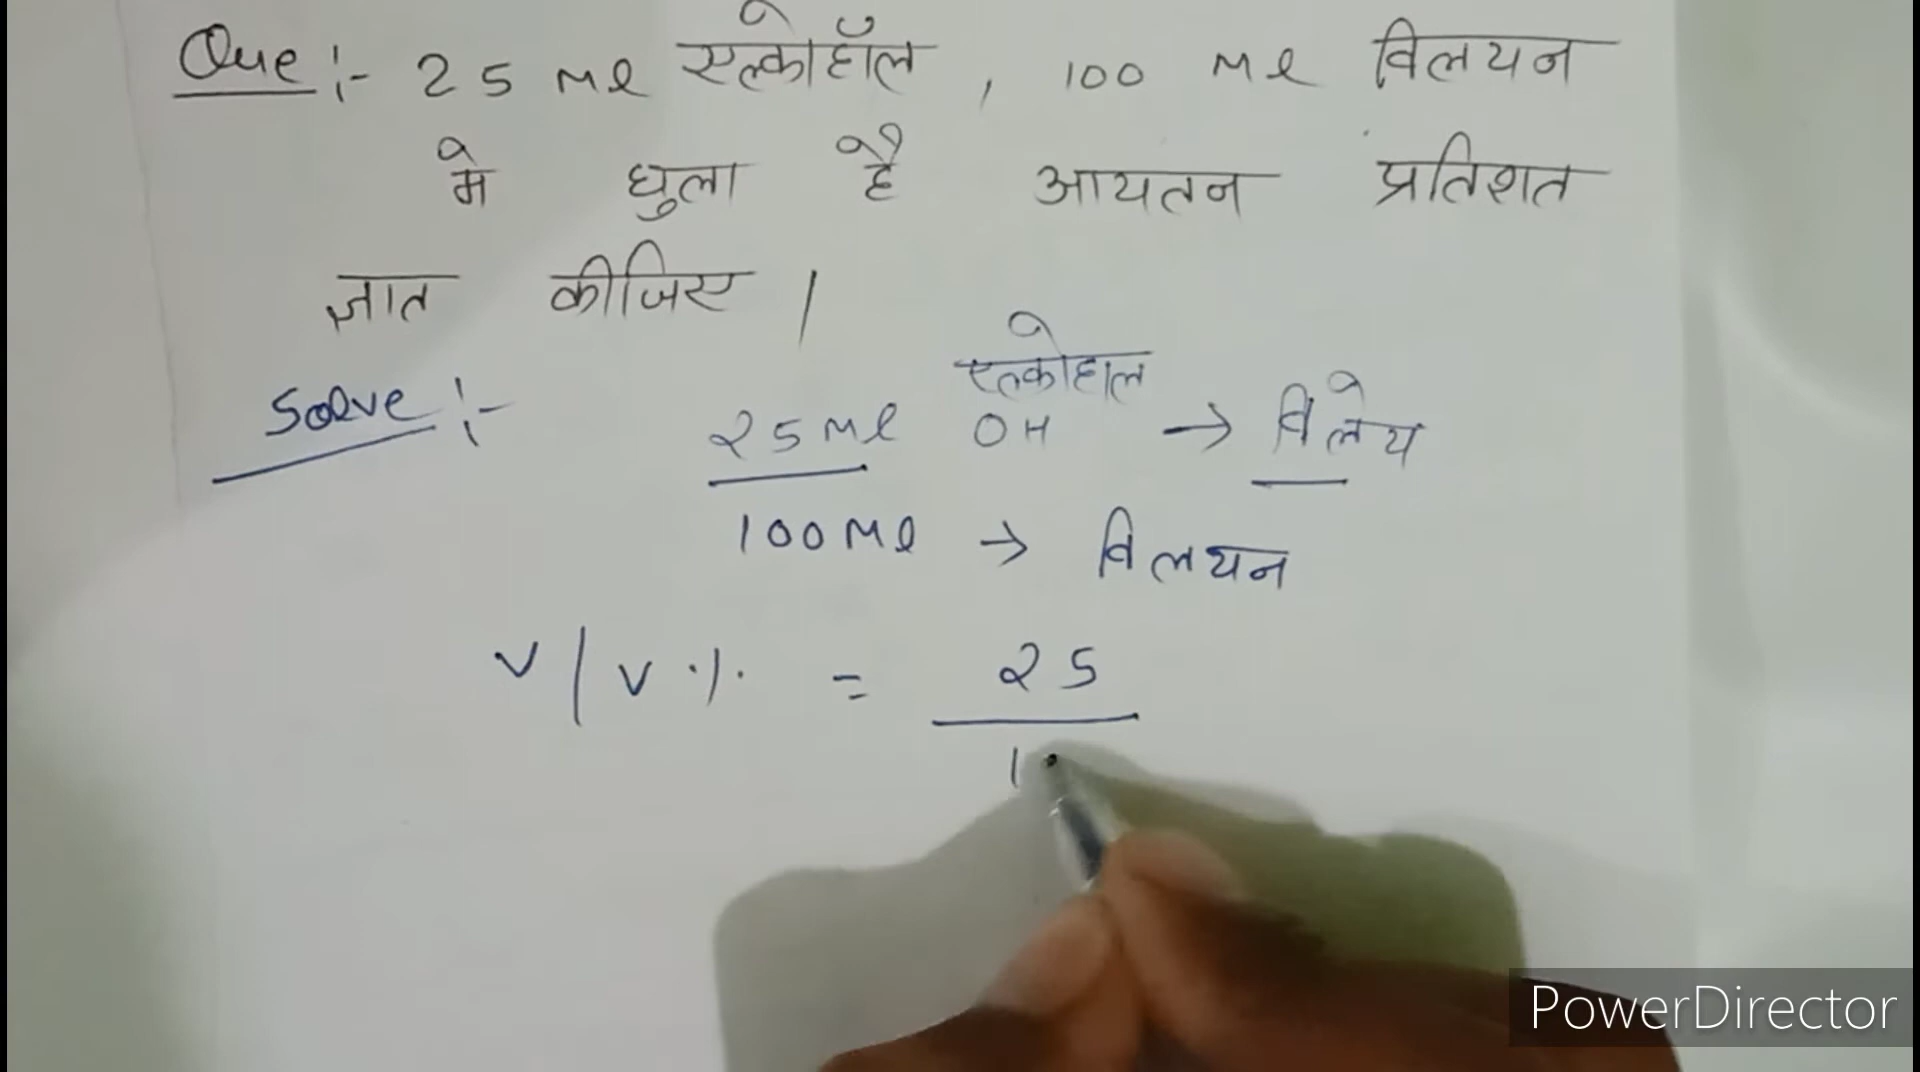 Que :- 25 Ml एल्कोहॉल , 100 Ml विलयन
मे घुला है आयतन प्रतिशत
ज्ञात कीजिए |
Solve :-
एल्कोहाल
25 Ml OH → विलेय
100 Ml → विलयन
V/V % = 25
1
PowerDirector